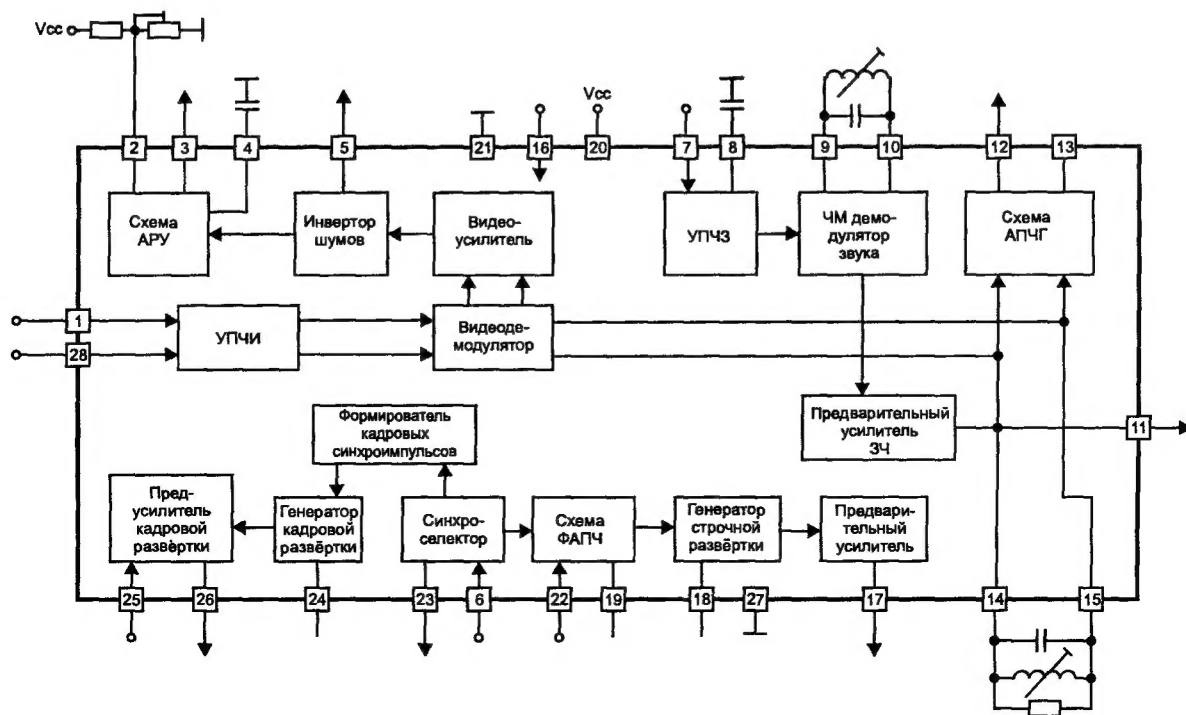 Vcc
Vcc
2
3
4
5
21
16
20
7
8
9
10
12
13
Схема
АРУ
Инвертор
шумов
Видео-
усилитель
УПЧЗ
ЧМ демо-
дулятор
звука
Схема
АПЧГ
1
28
УПЧИ
Видеоде-
модулятор
Формирователь
кадровых
синхроимпульсов
Предварительный
усилитель
ЗЧ
11
Пред-
усилитель
кадровой
развёртки
Генератор
кадровой
развёртки
Синхро-
селектор
Схема
ФАПЧ
Генератор
строчной
развёртки
Предвари-
тельный
усилитель
25
26
24
23
6
22
19
18
27
17
14
15